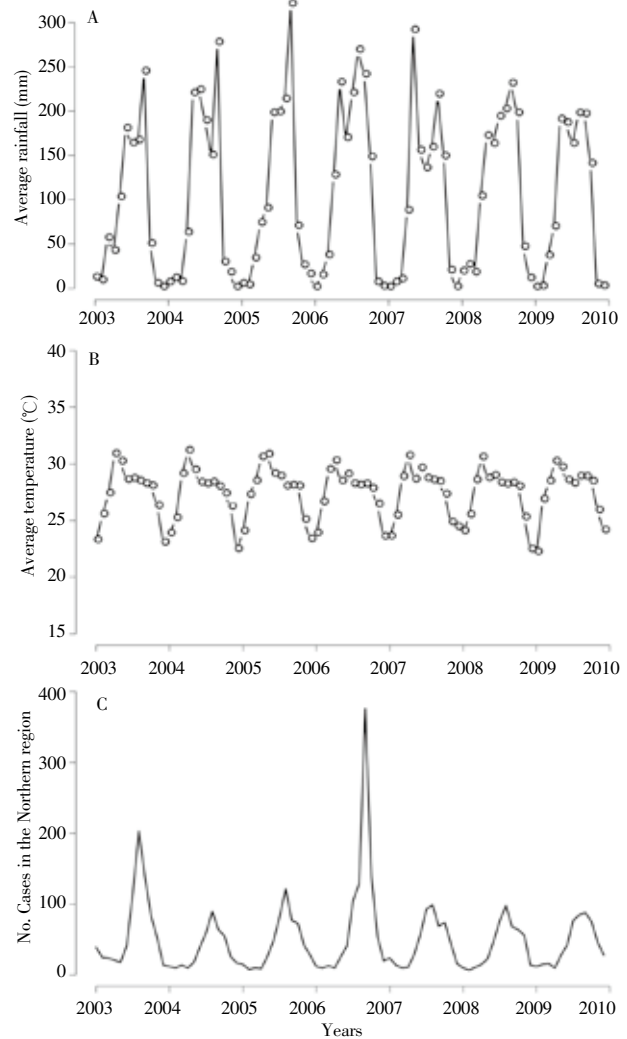 A
Average rainfall (mm)
300
250
200
150
100
50
0
2003 2004 2005 2006 2007 2008 2009 2010
B
Average temperature (℃)
40
35
30
25
20
15
2003 2004 2005 2006 2007 2008 2009 2010
C
No. Cases in the Northern region
400
300
200
100
0
2003 2004 2005 2006 2007 2008 2009 2010
Years